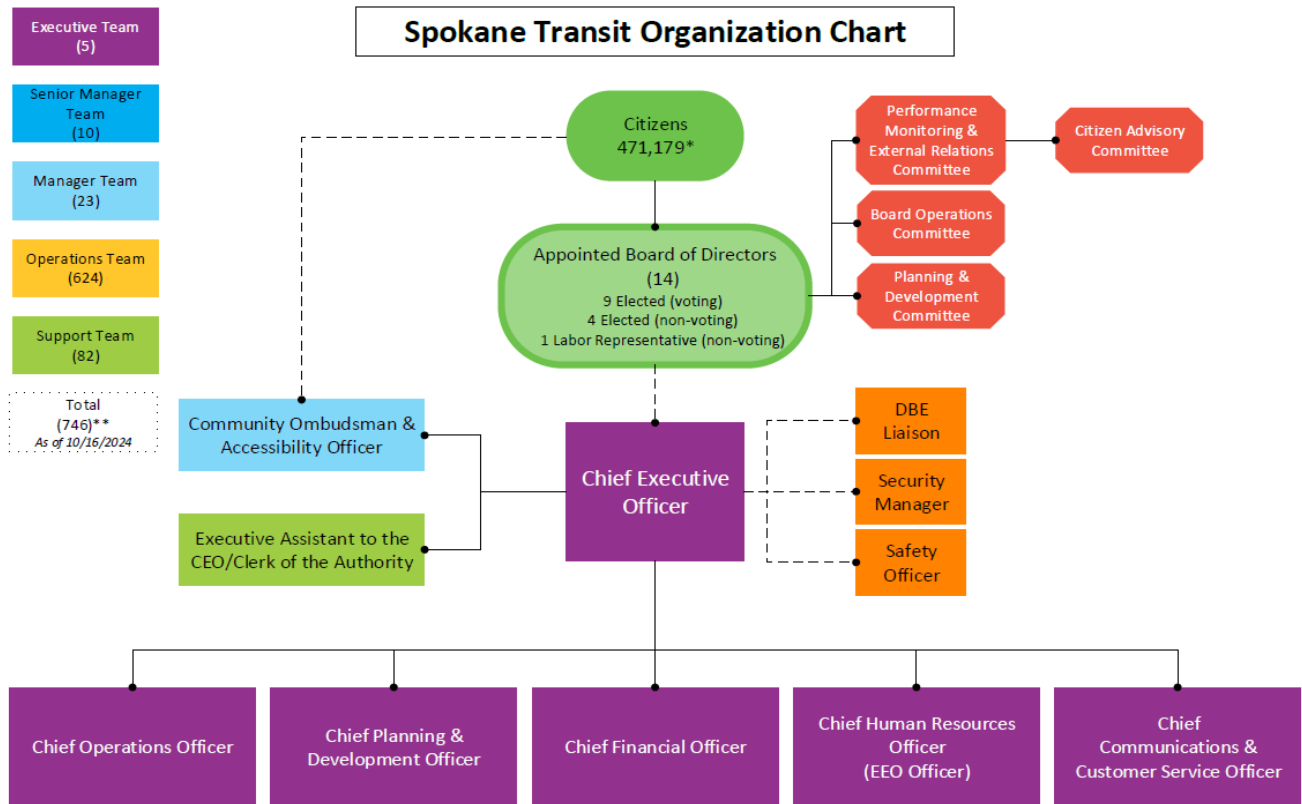 Spokane Transit Organization Chart
Executive Team
(5)
Senior Manager
Team
(10)
Manager Team
(23)
Operations Team
(624)
Support Team
(82)
Total
(746)**
As of 10/16/2024
Citizens
471,179*
Performance
Monitoring &
External Relations
Committee
Citizen Advisory
Committee
Board Operations
Committee
Planning &
Development
Committee
Appointed Board of Directors
(14)
9 Elected (voting)
4 Elected (non-voting)
1 Labor Representative (non-voting)
Community Ombudsman &
Accessibility Officer
Executive Assistant to the
CEO/Clerk of the Authority
Chief Executive
Officer
DBE
Liaison
Security
Manager
Safety
Officer
Chief Operations Officer
Chief Planning &
Development Officer
Chief Financial Officer
Chief Human Resources
Officer
(EEO Officer)
Chief
Communications &
Customer Service Officer